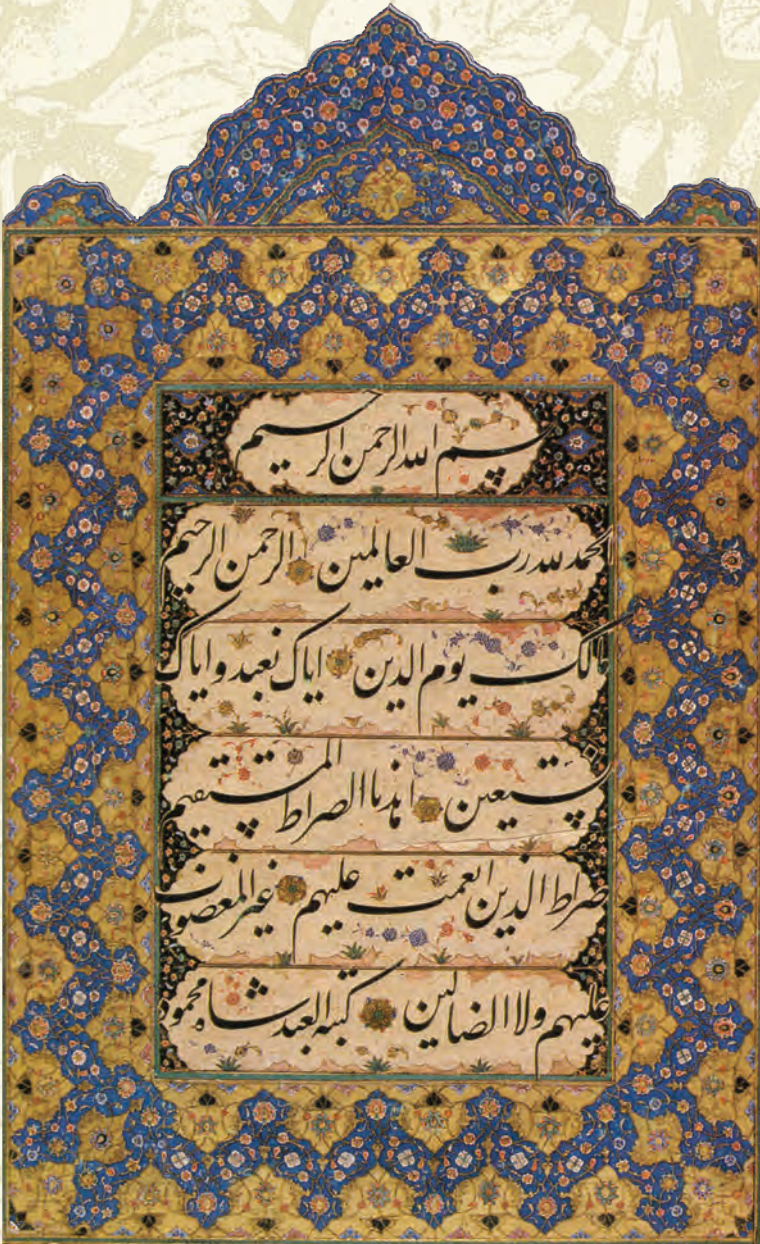 بسم الله الرحمن الرحیم
الحمد لله رب العالمین الرحمن الرحیم
مالک یوم الدین ایاک نعبد و ایاک
نستعین اهدنا الصراط المستقیم
صراط الذین انعمت علیهم غیر المغضوب
علیهم ولا الضالین کتبه العبد شاه محمود